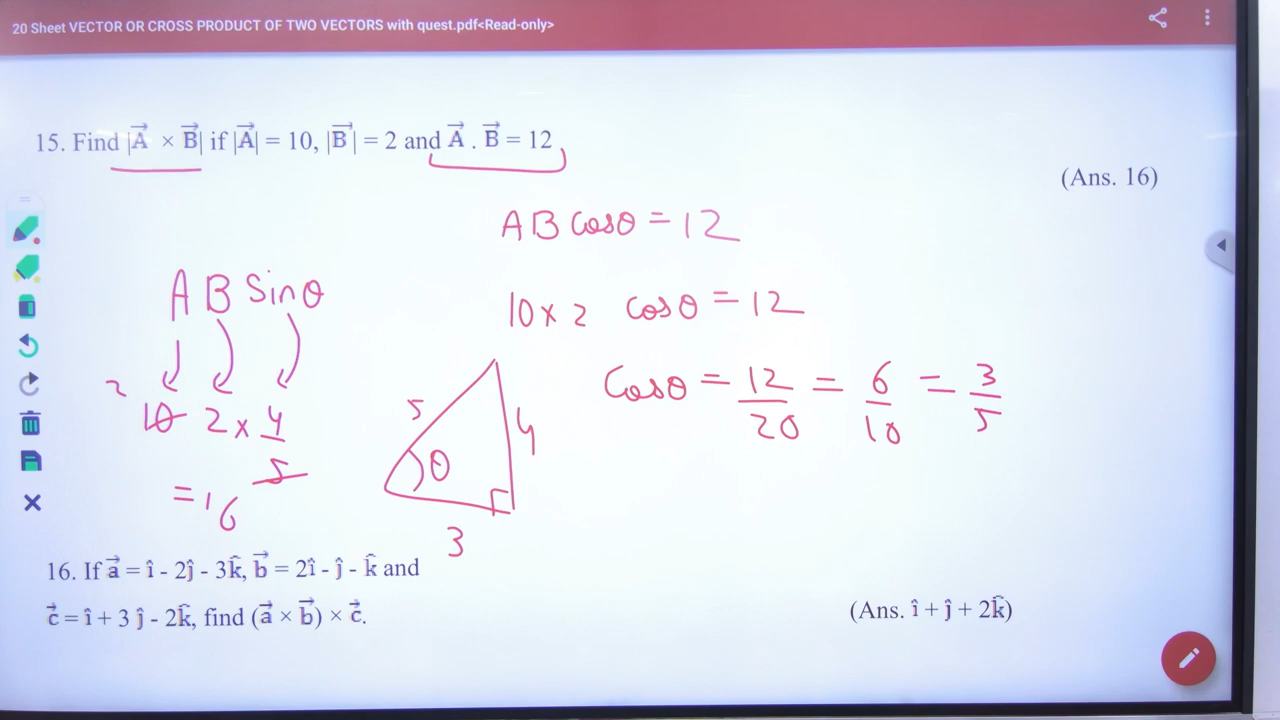 20 Sheet VECTOR OR CROSS PRODUCT OF TWO VECTORS with quest.pdf<Read-only>
15. Find |A⃗ × B⃗| if |A⃗| = 10, |B⃗| = 2 and A⃗ . B⃗ = 12
(Ans. 16)
A B cosθ = 12
A B Sinθ
10 × 2 cosθ = 12
Cosθ = 12/20 = 6/10 = 3/5
2
10 2 × 4/5
= 16
5
4
θ
3
16. If a⃗ = î - 2ĵ - 3k̂, b⃗ = 2î - ĵ - k̂ and
c⃗ = î + 3 ĵ - 2k̂, find (a⃗ × b⃗) × c⃗.
(Ans. î + ĵ + 2k̂)